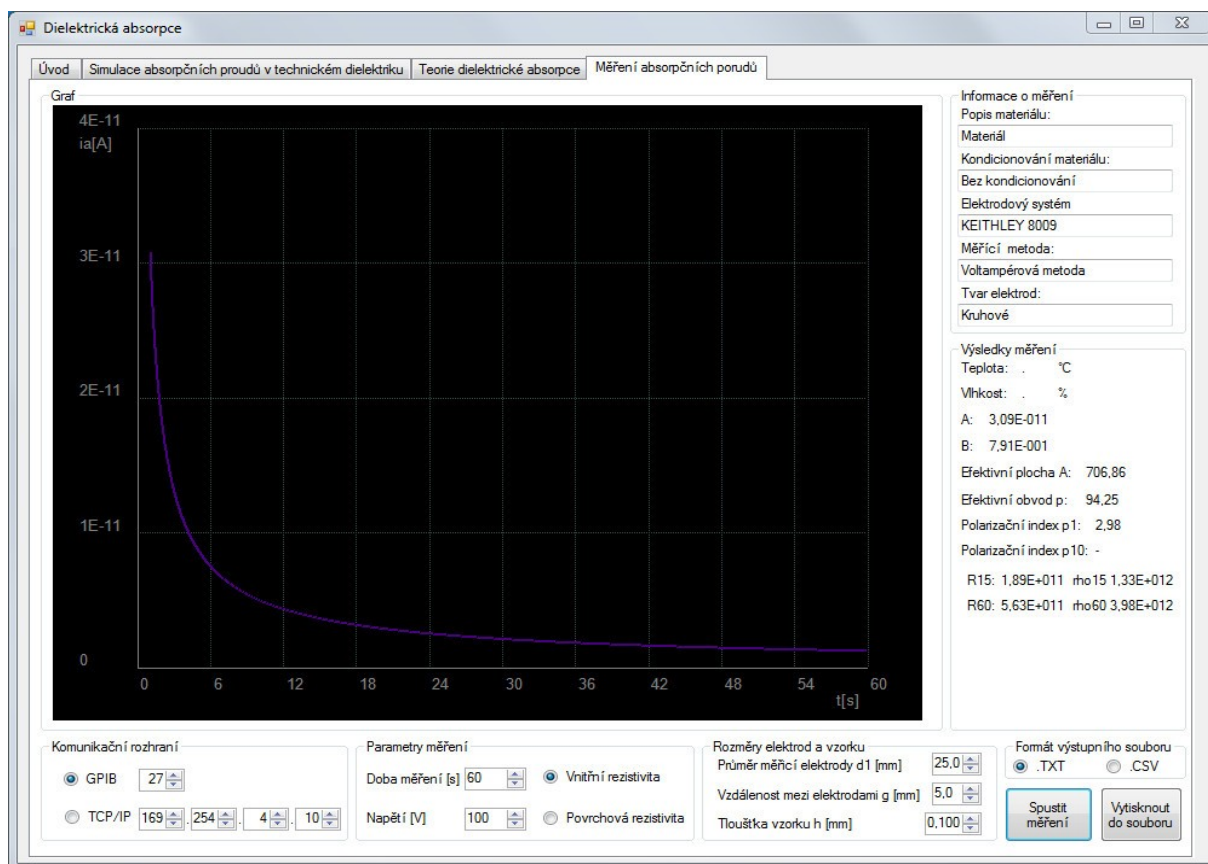 Dielektrická absorpce
Úvod Simulace absorpčních proudů v technickém dielektriku Teorie dielektrické absorpce Měření absorpčních porudů
Graf
4E-11
ia[A]
3E-11
2E-11
1E-11
0
0 6 12 18 24 30 36 42 48 54 60
t[s]
Informace o měření
Popis materiálu:
Materiál
Kondicionování materiálu:
Bez kondicionování
Elektrodový systém
KEITHLEY 8009
Měřící metoda:
Voltampérová metoda
Tvar elektrod:
Kruhové
Výsledky měření
Teplota: . °C
Vlhkost: . %
A: 3,09E-011
B: 7,91E-001
Efektivní plocha A: 706,86
Efektivní obvod p: 94,25
Polarizační index p1: 2,98
Polarizační index p10: -
R15: 1,89E+011 rho15 1,33E+012
R60: 5,63E+011 rho60 3,98E+012
Komunikační rozhraní
GPIB 27
TCP/IP 169 . 254 . 4 . 10
Parametry měření
Doba měření [s] 60 Vnitřní rezistivita
Napětí [V] 100 Povrchová rezistivita
Rozměry elektrod a vzorku
Průměr měřicí elektrody d1 [mm] 25,0
Vzdálenost mezi elektrodami g [mm] 5,0
Tloušťka vzorku h [mm] 0,100
Formát výstupního souboru
.TXT .CSV
Spustit
měření
Vytisknout
do souboru